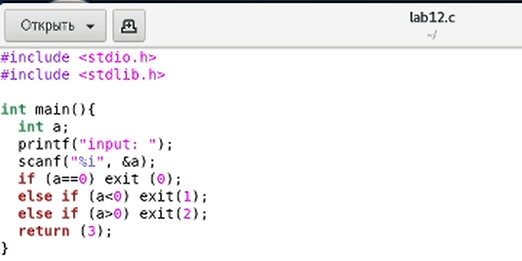 Открыть
lab12.c
~/
#include <stdio.h>
#include <stdlib.h>
int main(){
int a;
printf("input: ");
scanf("%i", &a);
if (a==0) exit (0);
else if (a<0) exit(1);
else if (a>0) exit(2);
return (3);
}